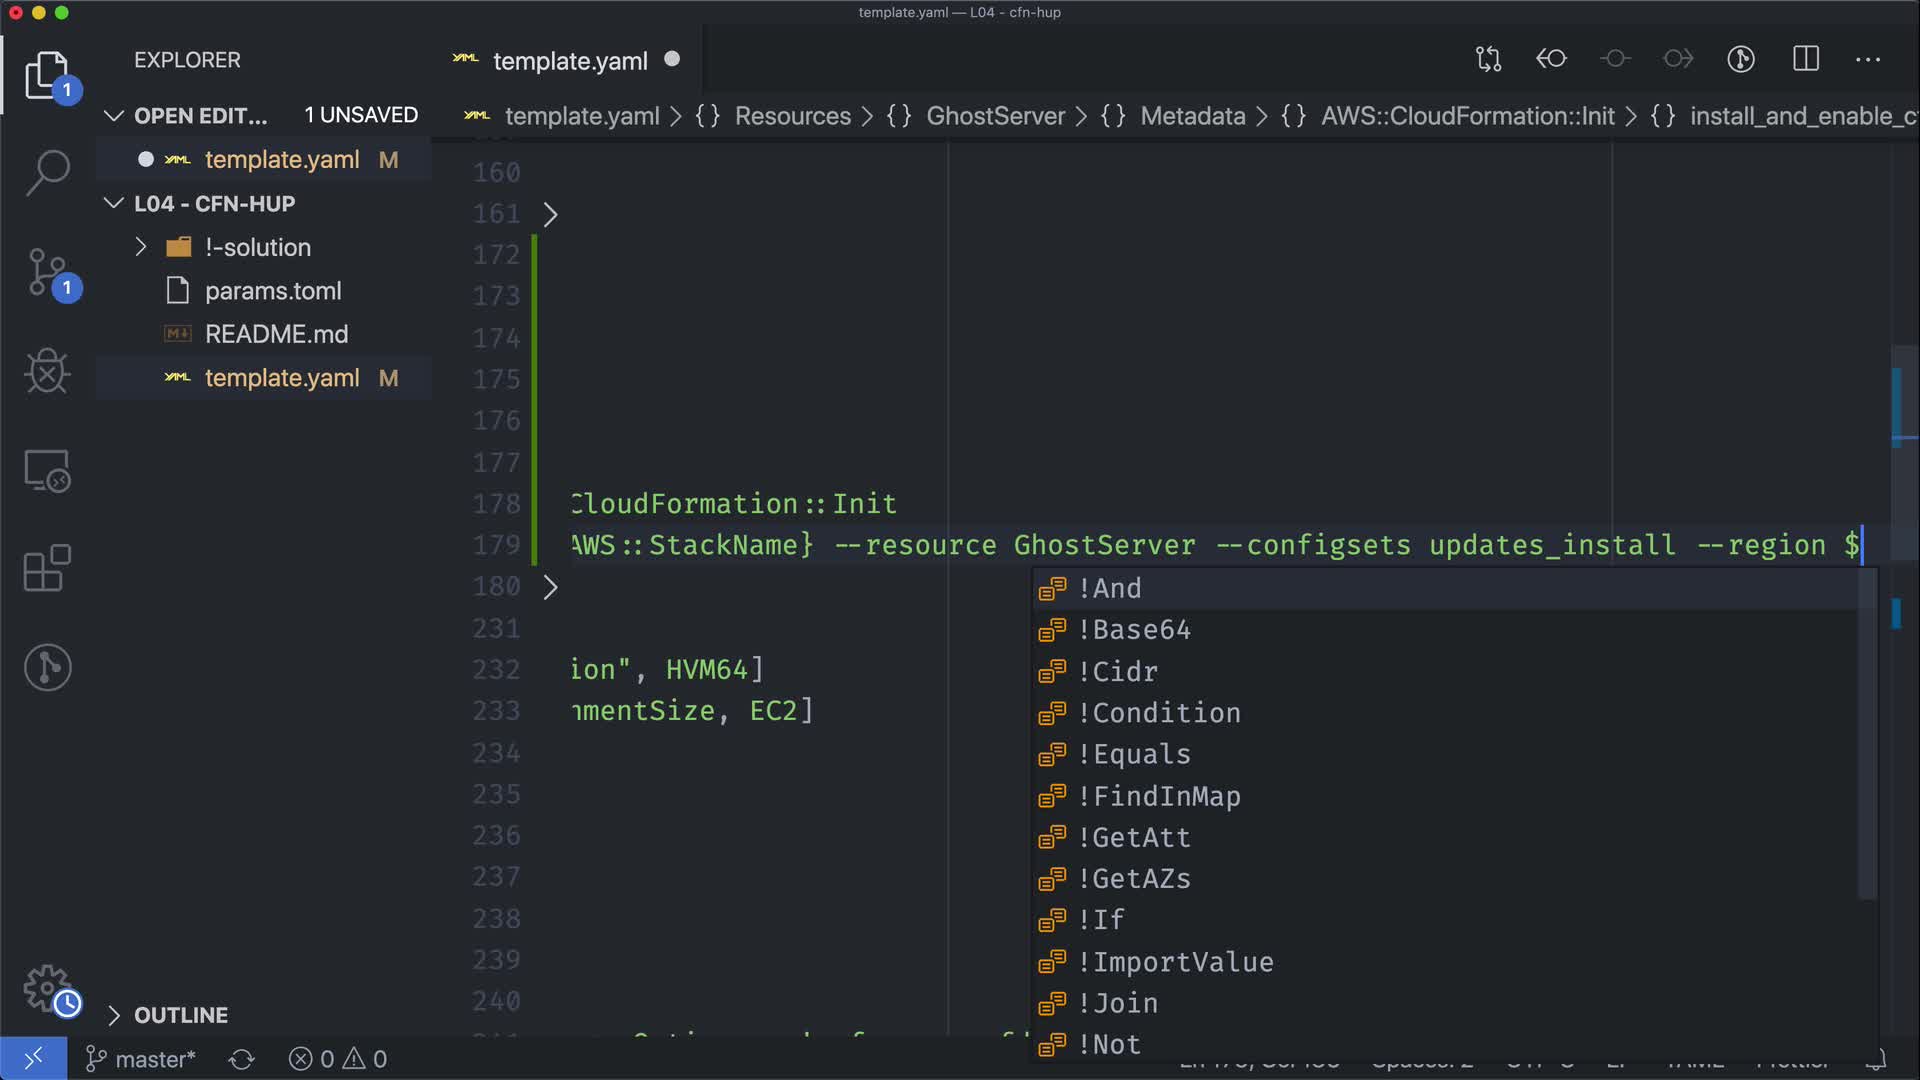 template.yaml — L04 - cfn-hup
EXPLORER
template.yaml
OPEN EDIT... 1 UNSAVED
template.yaml > {} Resources > {} GhostServer > {} Metadata > {} AWS::CloudFormation::Init > {} install_and_enable_c
template.yaml M
L04 - CFN-HUP
!-solution
params.toml
README.md
template.yaml M
160
161
172
173
174
175
176
177
178 CloudFormation::Init
179 AWS::StackName} --resource GhostServer --configsets updates_install --region $
180
231
232 ion", HVM64]
233 nmentSize, EC2]
234
235
236
237
238
239
240
!And
!Base64
!Cidr
!Condition
!Equals
!FindInMap
!GetAtt
!GetAZs
!If
!ImportValue
!Join
!Not
OUTLINE
master* 0 0
1
1